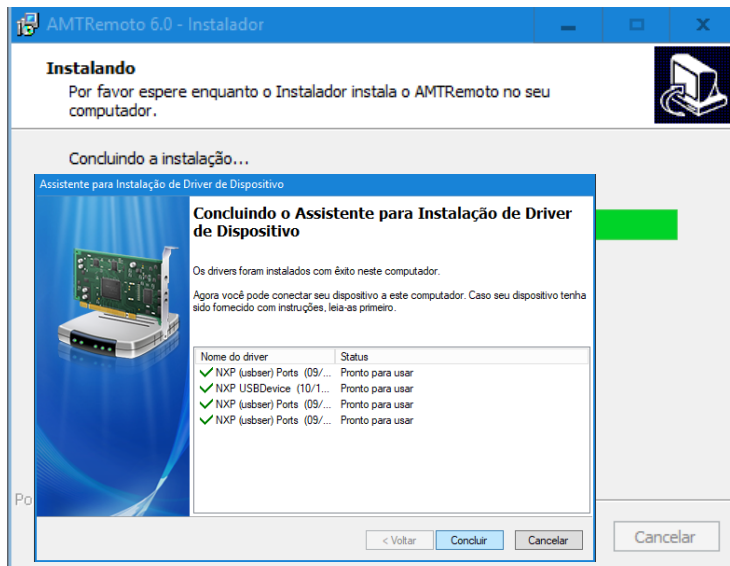 AMTRemoto 6.0 - Instalador
Instalando
Por favor espere enquanto o Instalador instala o AMTRemoto no seu
computador.
Concluindo a instalação...
Assistente para Instalação de Driver de Dispositivo
Concluindo o Assistente para Instalação de Driver
de Dispositivo
Os drivers foram instalados com êxito neste computador.
Agora você pode conectar seu dispositivo a este computador. Caso seu dispositivo tenha
sido fornecido com instruções, leia-as primeiro.
Nome do driver Status
NXP (usbser) Ports (09/... Pronto para usar
NXP USBDevice (10/1... Pronto para usar
NXP (usbser) Ports (09/... Pronto para usar
NXP (usbser) Ports (09/... Pronto para usar
Po
< Voltar Concluir Cancelar
Cancelar